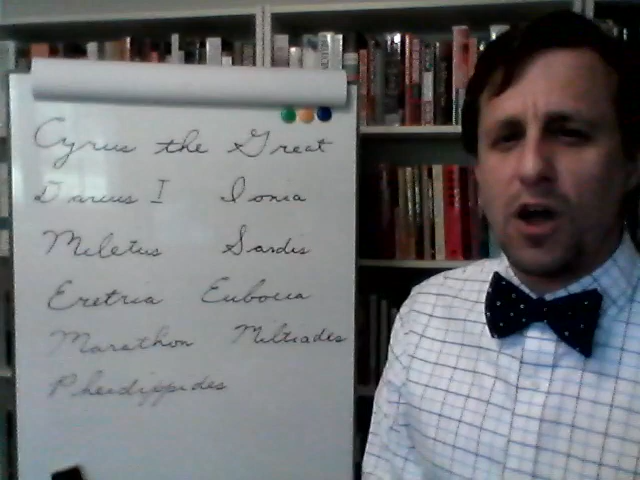 Cyrus the Great
Darius I Ionia
Miletus Sardis
Eretria Euboea
Marathon Miltiades
Pheidippides